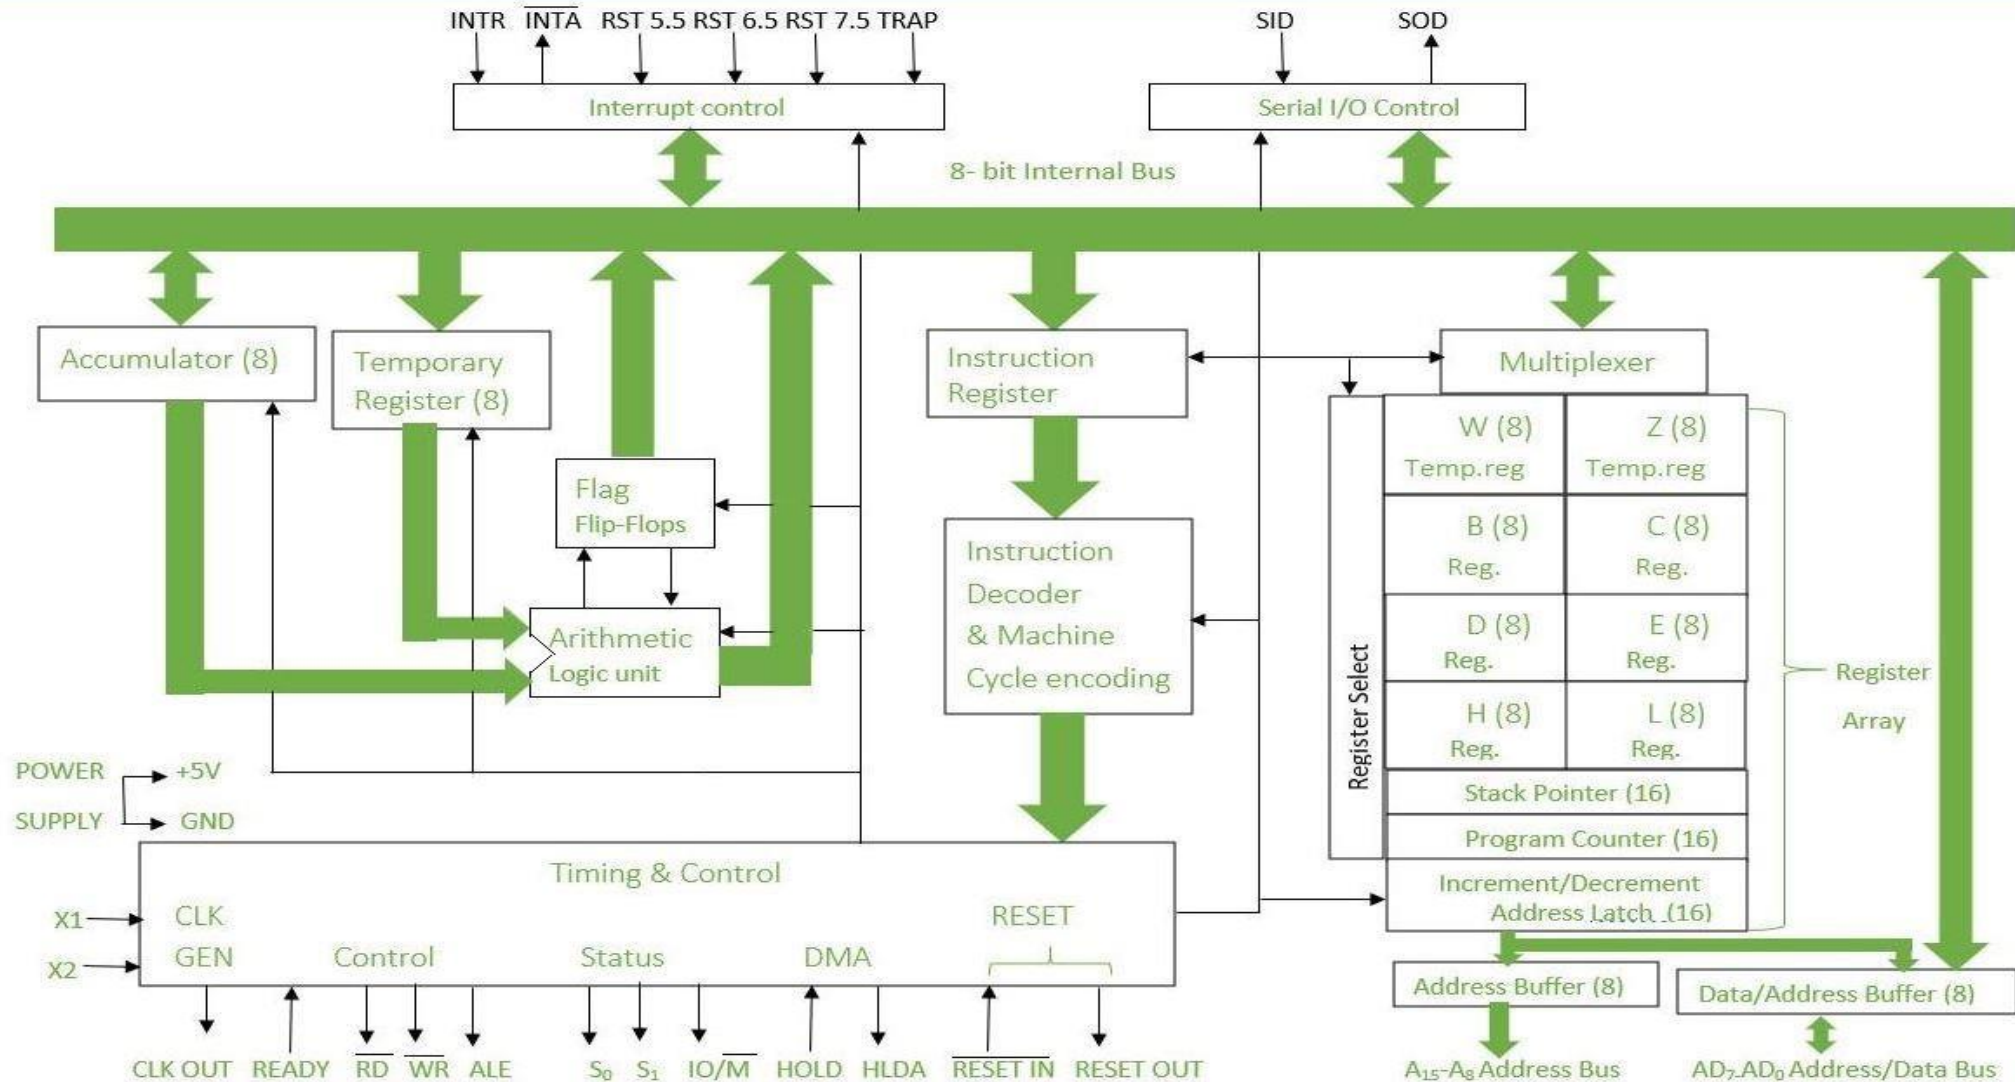 INTR INTA RST 5.5 RST 6.5 RST 7.5 TRAP
SID SOD
Interrupt control
Serial I/O Control
8- bit Internal Bus
Accumulator (8)
Temporary
Register (8)
Flag
Flip-Flops
Arithmetic
Logic unit
Instruction
Register
Instruction
Decoder
& Machine
Cycle encoding
Multiplexer
Register Select
W (8)
Temp.reg
Z (8)
Temp.reg
B (8)
Reg.
C (8)
Reg.
D (8)
Reg.
E (8)
Reg.
H (8)
Reg.
L (8)
Reg.
Stack Pointer (16)
Program Counter (16)
Increment/Decrement
Address Latch (16)
Register
Array
POWER +5V
SUPPLY GND
Timing & Control
X1 CLK
X2 GEN
Control
Status
DMA
RESET
CLK OUT READY RD WR ALE S₀ S₁ IO/M HOLD HLDA RESET IN RESET OUT
Address Buffer (8)
Data/Address Buffer (8)
A₁₅-A₈ Address Bus
AD₇-AD₀ Address/Data Bus